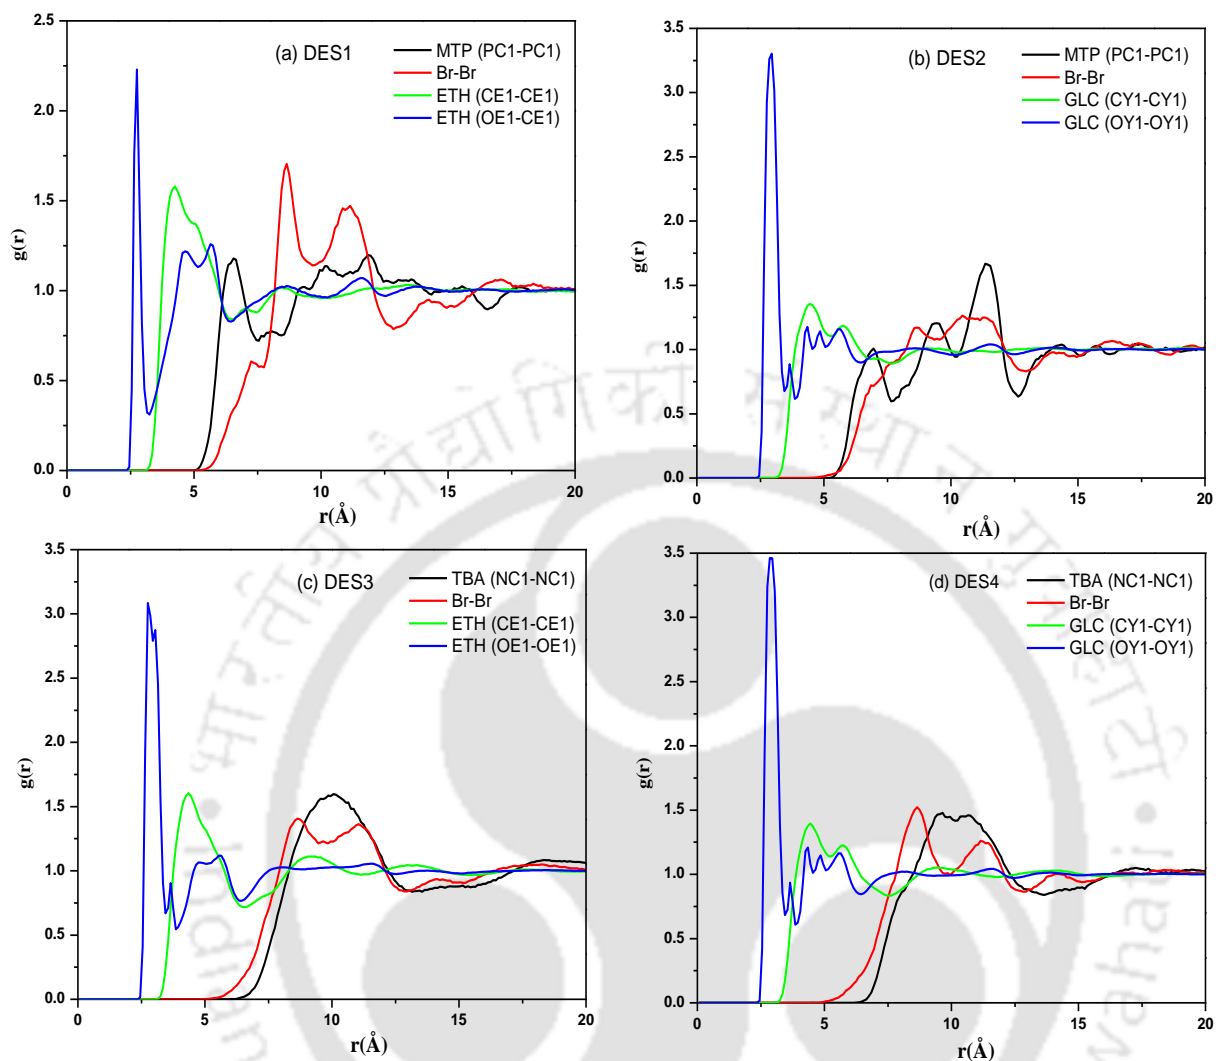 (a) DES1
MTP (PC1-PC1)
Br-Br
ETH (CE1-CE1)
ETH (OE1-CE1)
g(r)
2.5
2.0
1.5
1.0
0.5
0.0
0
5
10
15
20
r(Å)
(b) DES2
MTP (PC1-PC1)
Br-Br
GLC (CY1-CY1)
GLC (OY1-OY1)
g(r)
3.5
3.0
2.5
2.0
1.5
1.0
0.5
0.0
0
5
10
15
20
r(Å)
(c) DES3
TBA (NC1-NC1)
Br-Br
ETH (CE1-CE1)
ETH (OE1-OE1)
g(r)
3.5
3.0
2.5
2.0
1.5
1.0
0.5
0.0
0
5
10
15
20
r(Å)
(d) DES4
TBA (NC1-NC1)
Br-Br
GLC (CY1-CY1)
GLC (OY1-OY1)
g(r)
3.5
3.0
2.5
2.0
1.5
1.0
0.5
0.0
0
5
10
15
20
r(Å)